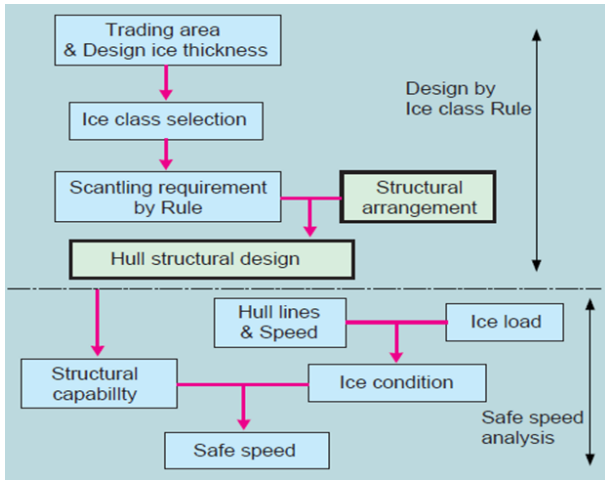 Trading area
& Design ice thickness
Design by
Ice class Rule
Ice class selection
Scantling requirement
by Rule
Structural
arrangement
Hull structural design
Hull lines
& Speed
Ice load
Structural
capability
Ice condition
Safe speed
Safe speed
analysis